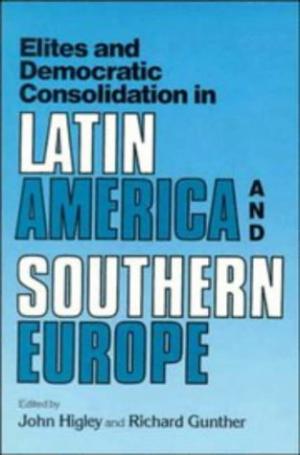 Elites and
Democratic
Consolidation in
LATIN
AMERICA AND
SOUTHERN
EUROPE
Edited by
John Higley and Richard Gunther